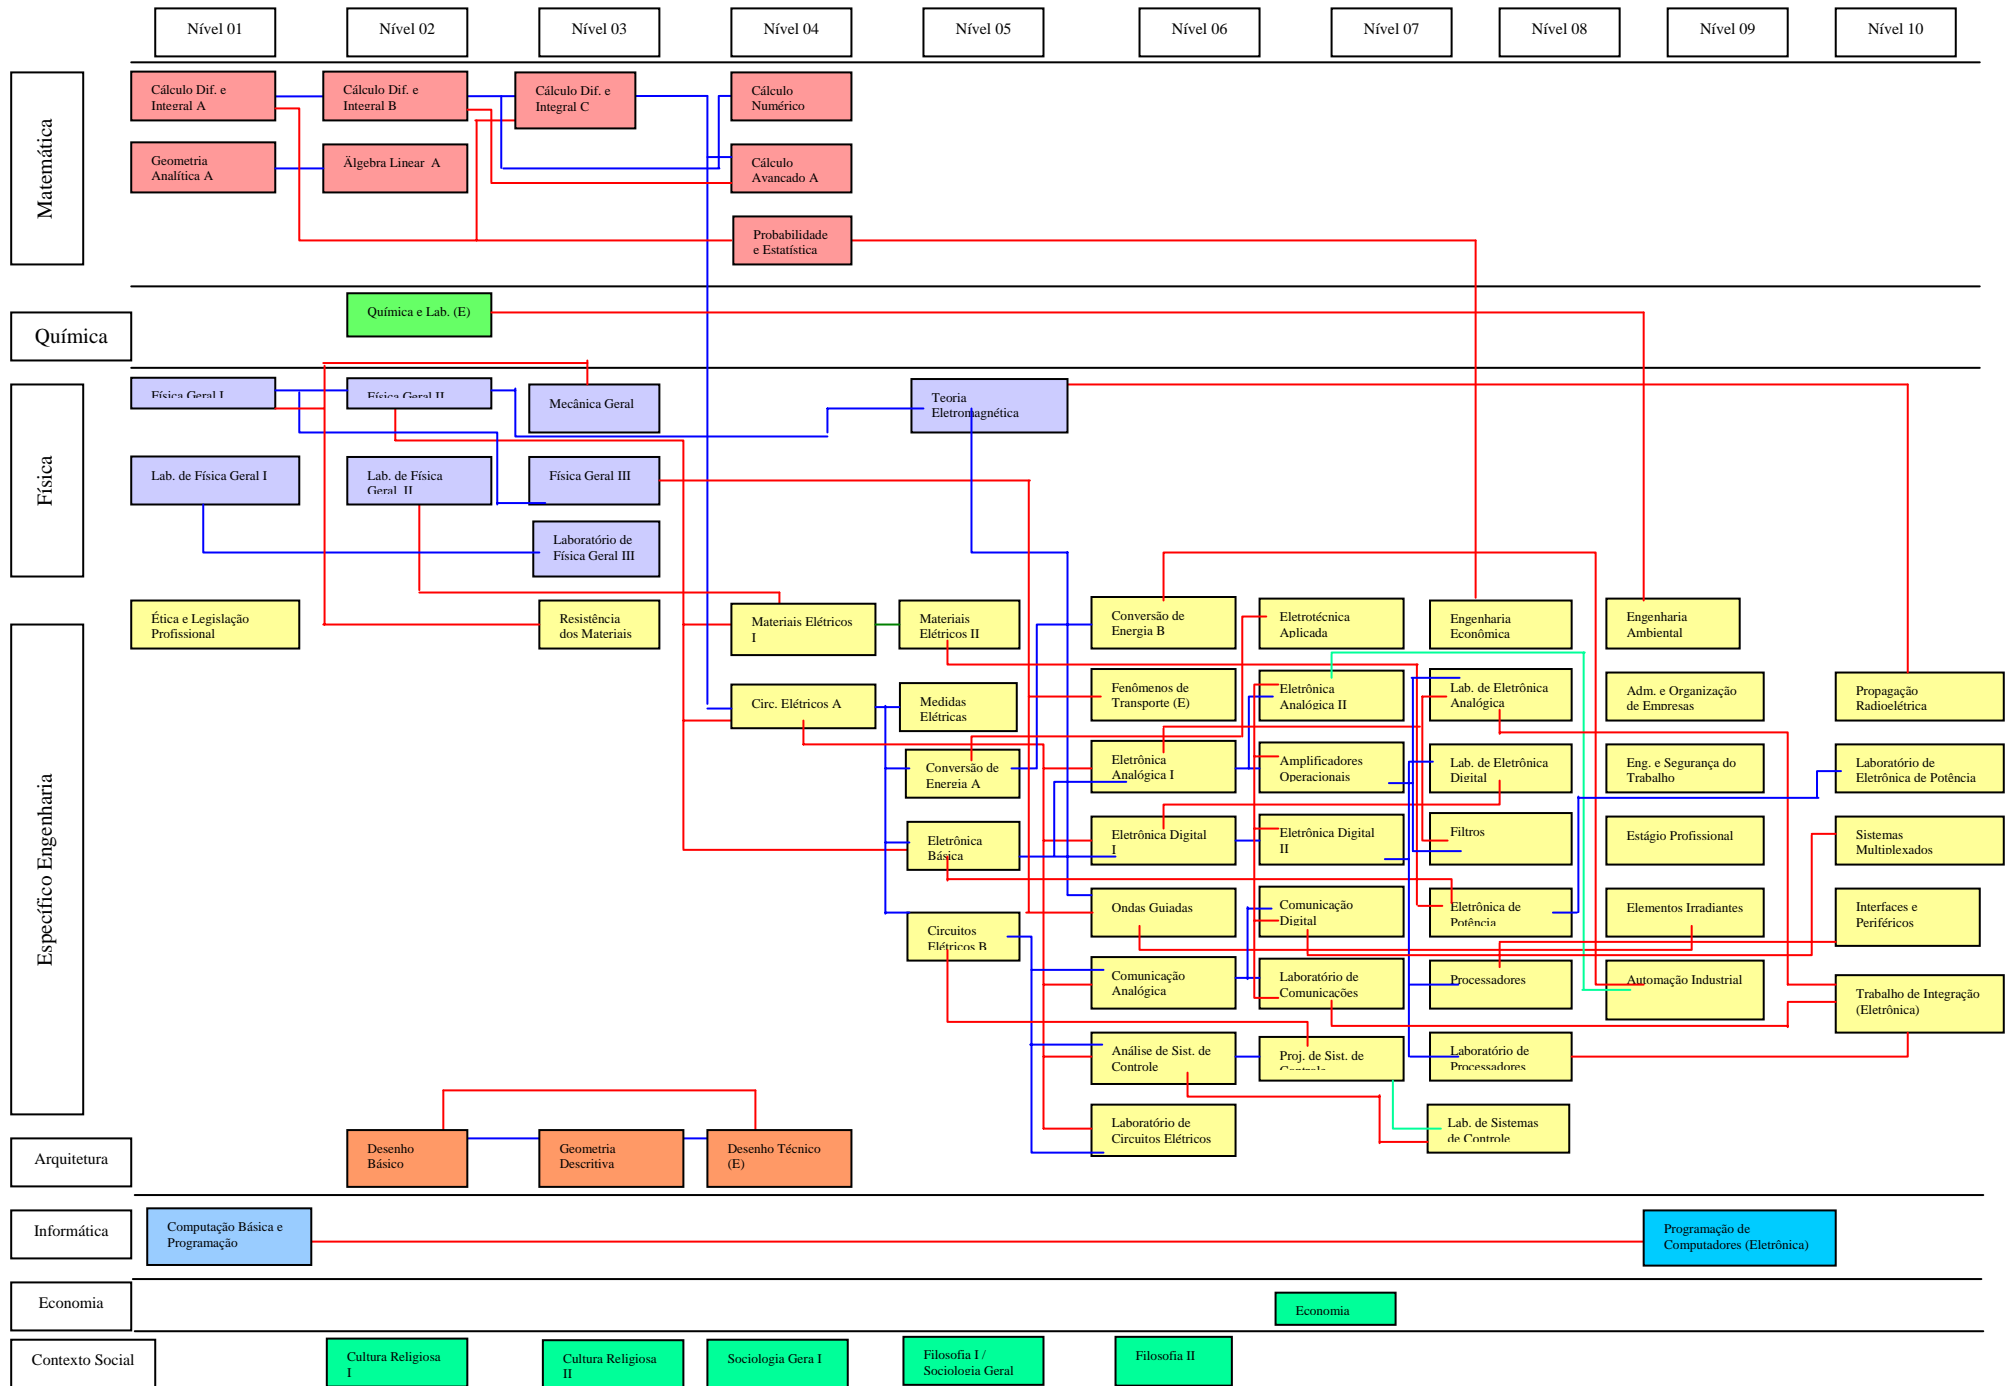 Nível 01
Nível 02
Nível 03
Nível 04
Nível 05
Nível 06
Nível 07
Nível 08
Nível 09
Nível 10
Matemática
Cálculo Dif. e
Integral A
Cálculo Dif. e
Integral B
Cálculo Dif. e
Integral C
Cálculo
Numérico
Geometria
Analítica A
Älgebra Linear A
Cálculo
Avançado A
Probabilidade
e Estatística
Química
Química e Lab. (E)
Física
Física Geral I
Física Geral II
Mecânica Geral
Teoria
Eletromagnética
Lab. de Física Geral I
Lab. de Física
Geral II
Física Geral III
Laboratório de
Física Geral III
Específico Engenharia
Ética e Legislação
Profissional
Resistência
dos Materiais
Materiais Elétricos
I
Materiais
Elétricos II
Conversão de
Energia B
Eletrotécnica
Aplicada
Engenharia
Econômica
Engenharia
Ambiental
Circ. Elétricos A
Medidas
Elétricas
Fenômenos de
Transporte (E)
Eletrônica
Analógica II
Lab. de Eletrônica
Analógica
Adm. e Organização
de Empresas
Propagação
Radioelétrica
Conversão de
Energia A
Eletrônica
Analógica I
Amplificadores
Operacionais
Lab. de Eletrônica
Digital
Eng. e Segurança do
Trabalho
Laboratório de
Eletrônica de Potência
Eletrônica
Básica
Eletrônica Digital
I
Eletrônica Digital
II
Filtros
Estágio Profissional
Sistemas
Multiplexados
Circuitos
Elétricos B
Ondas Guiadas
Comunicação
Digital
Eletrônica de
Potência
Elementos Irradiantes
Interfaces e
Periféricos
Comunicação
Analógica
Laboratório de
Comunicações
Processadores
Automação Industrial
Trabalho de Integração
(Eletrônica)
Análise de Sist. de
Controle
Proj. de Sist. de
Controle
Laboratório de
Processadores
Laboratório de
Circuitos Elétricos
Lab. de Sistemas
de Controle
Arquitetura
Desenho
Básico
Geometria
Descritiva
Desenho Técnico
(E)
Informática
Computação Básica e
Programação
Programação de
Computadores (Eletrônica)
Economia
Economia
Contexto Social
Cultura Religiosa
I
Cultura Religiosa
II
Sociologia Gera I
Filosofia I /
Sociologia Geral
Filosofia II